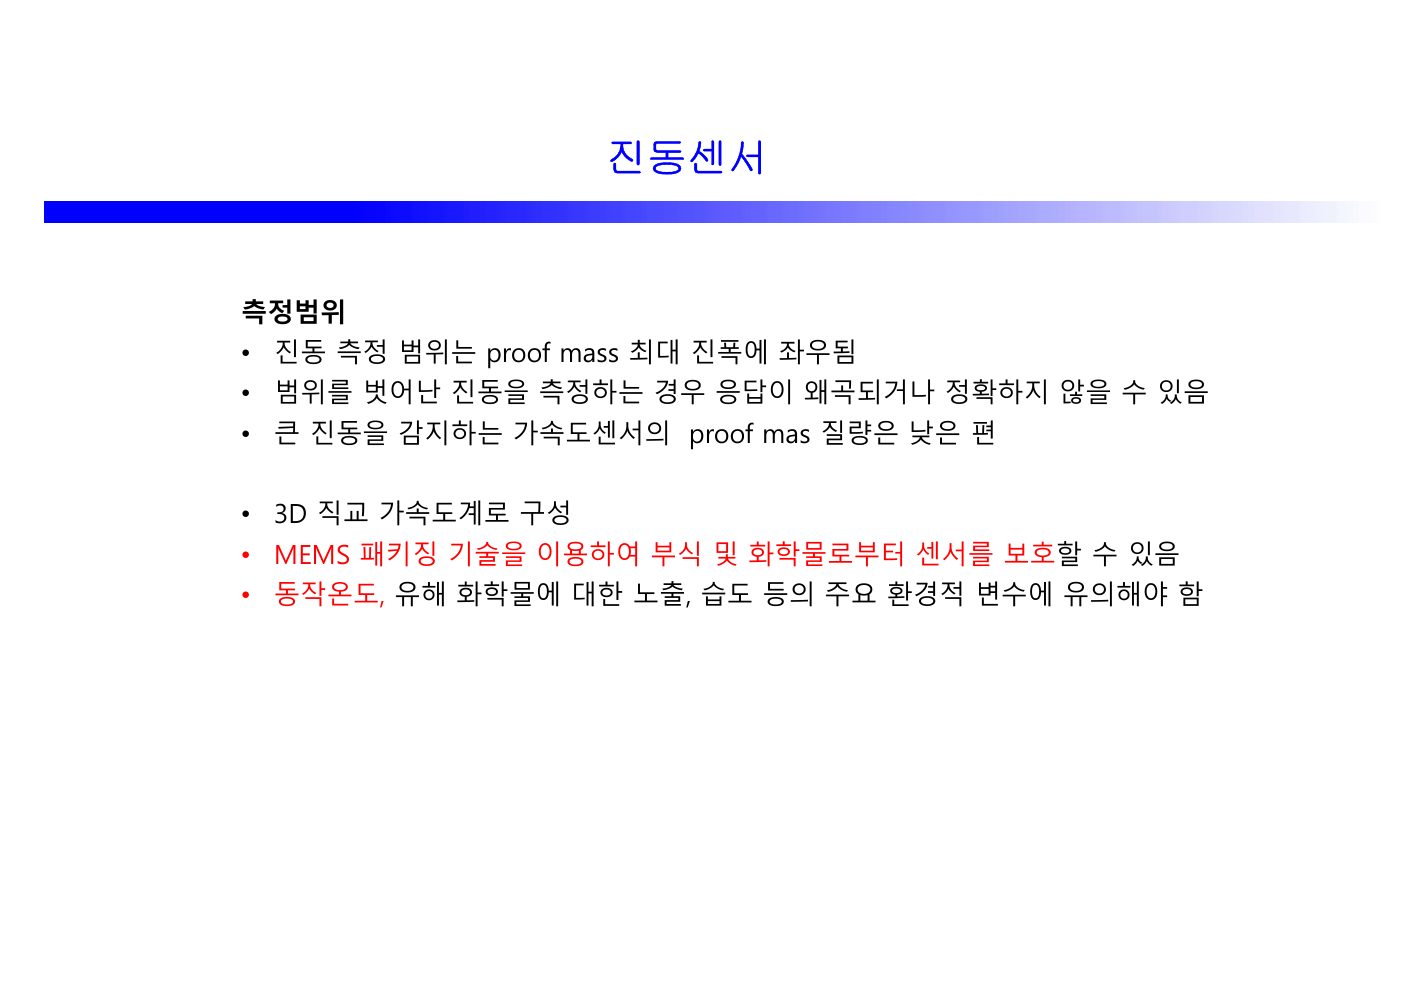 진동센서
측정범위
• 진동 측정 범위는 proof mass 최대 진폭에 좌우됨
• 범위를 벗어난 진동을 측정하는 경우 응답이 왜곡되거나 정확하지 않을 수 있음
• 큰 진동을 감지하는 가속도센서의 proof mas 질량은 낮은 편
• 3D 직교 가속도계로 구성
• MEMS 패키징 기술을 이용하여 부식 및 화학물로부터 센서를 보호할 수 있음
• 동작온도, 유해 화학물에 대한 노출, 습도 등의 주요 환경적 변수에 유의해야 함